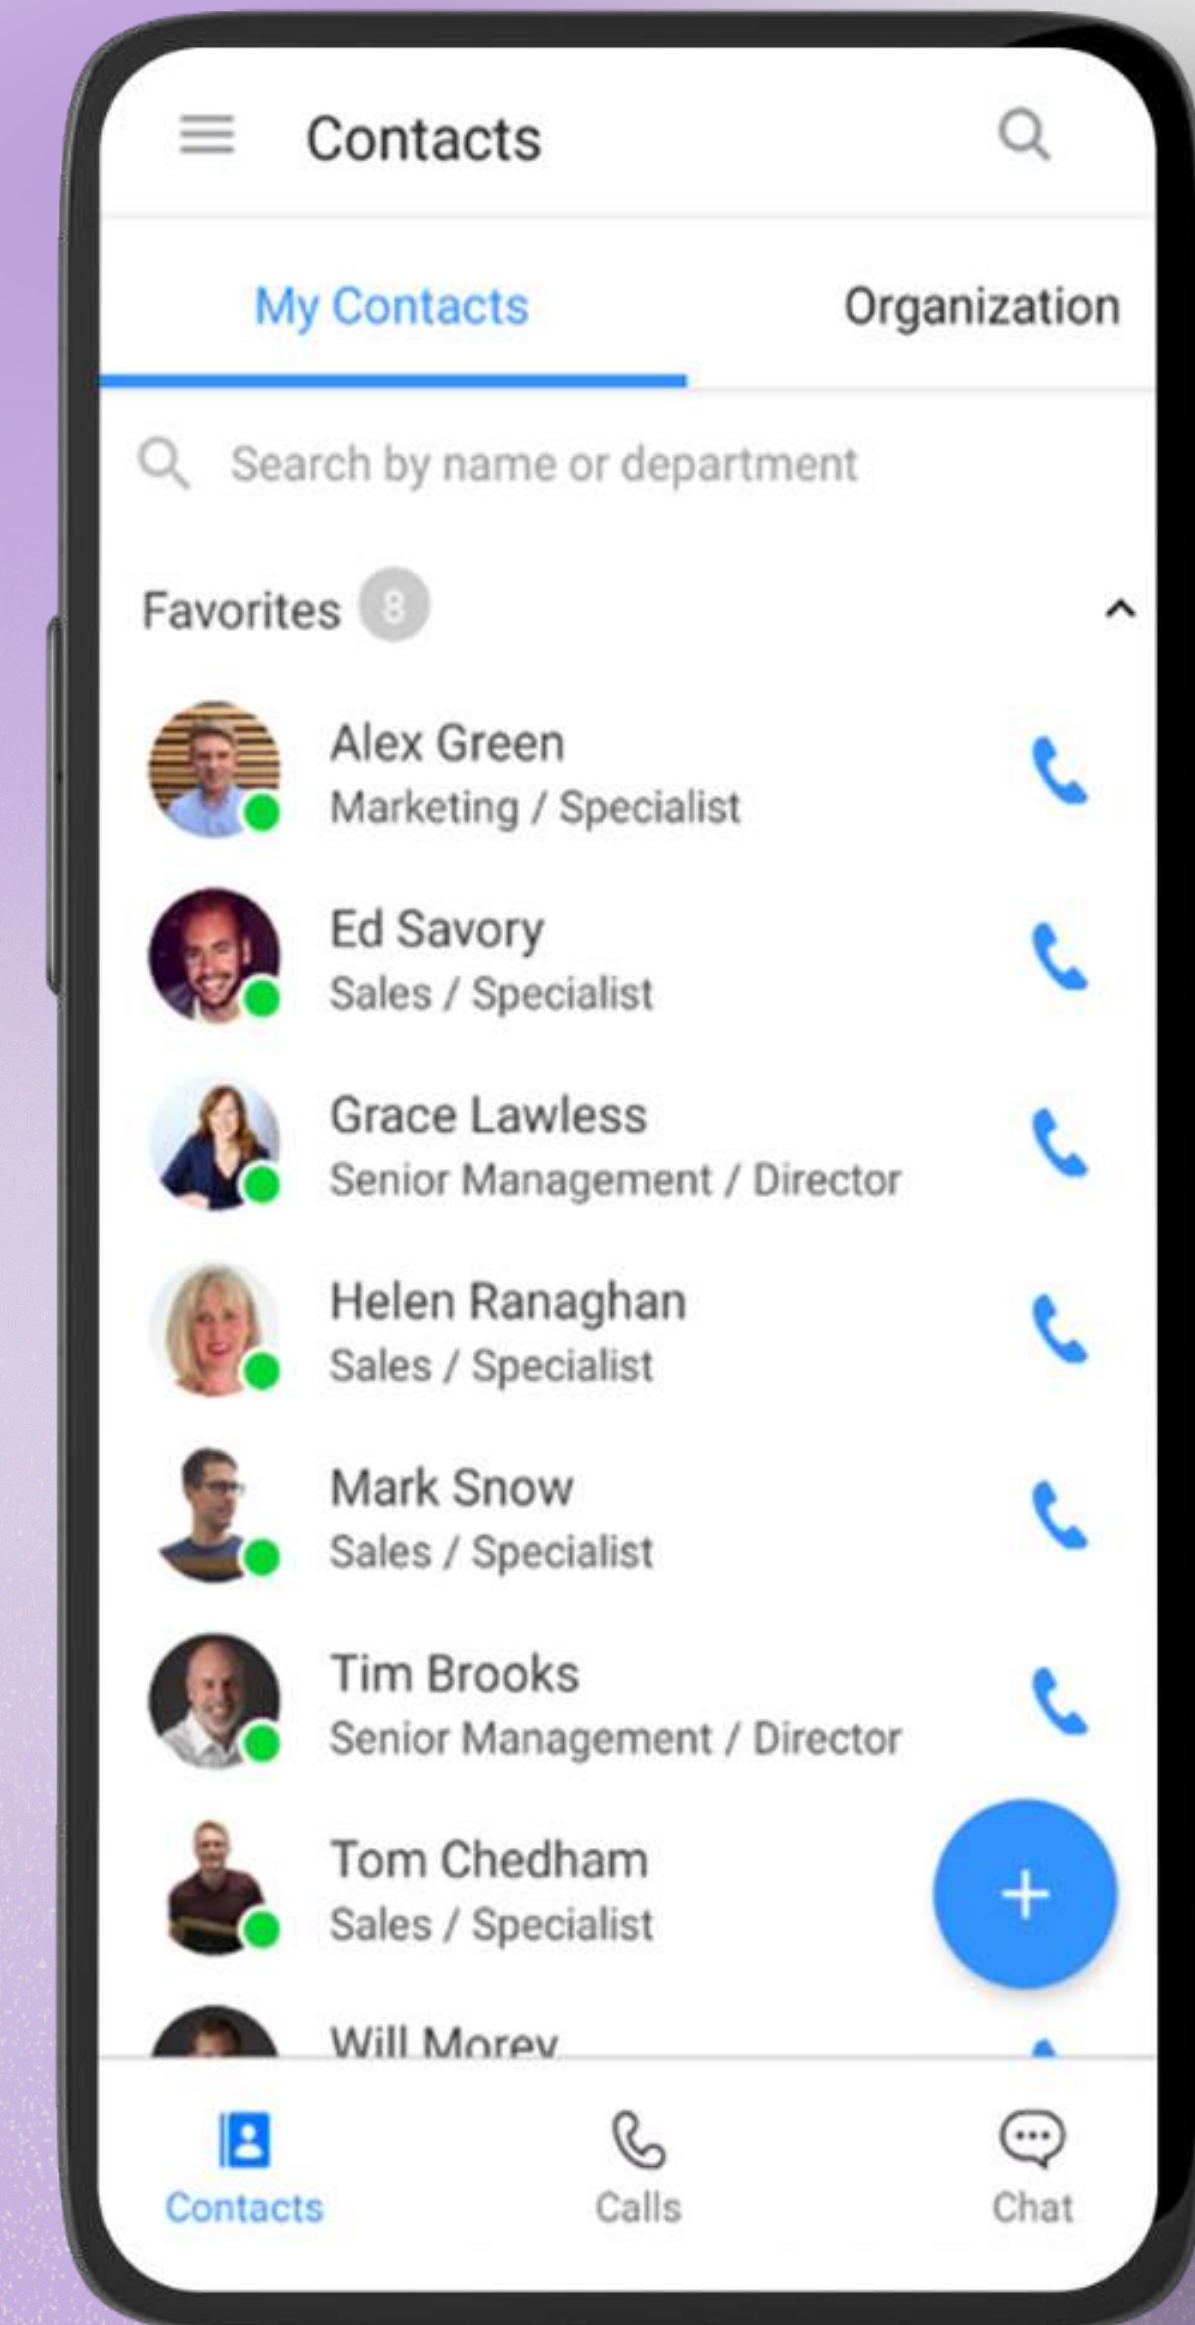 Contacts
My Contacts
Organization
Search by name or department
Favorites 8
Alex Green
Marketing / Specialist
Ed Savory
Sales / Specialist
Grace Lawless
Senior Management / Director
Helen Ranaghan
Sales / Specialist
Mark Snow
Sales / Specialist
Tim Brooks
Senior Management / Director
Tom Chedham
Sales / Specialist
Will Morey
Contacts
Calls
Chat